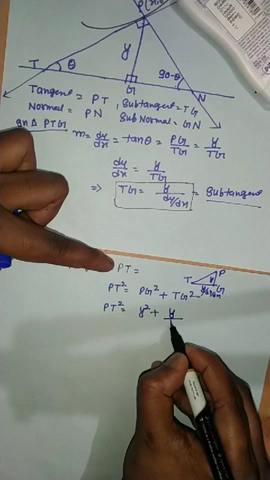 P(x,
y
T θ G 90-θ N
Tangent = PT, Subtangent = TG
Normal = PN Sub Normal = GN
In Δ PTG m = dy/dx = tanθ = PG/TG = y/TG
dy/dx = y/TG
⇒ TG = y/dy/dx = Subtangent
PT =
T P
y
G
PT² = PG² + TG²
PT² = y² + y